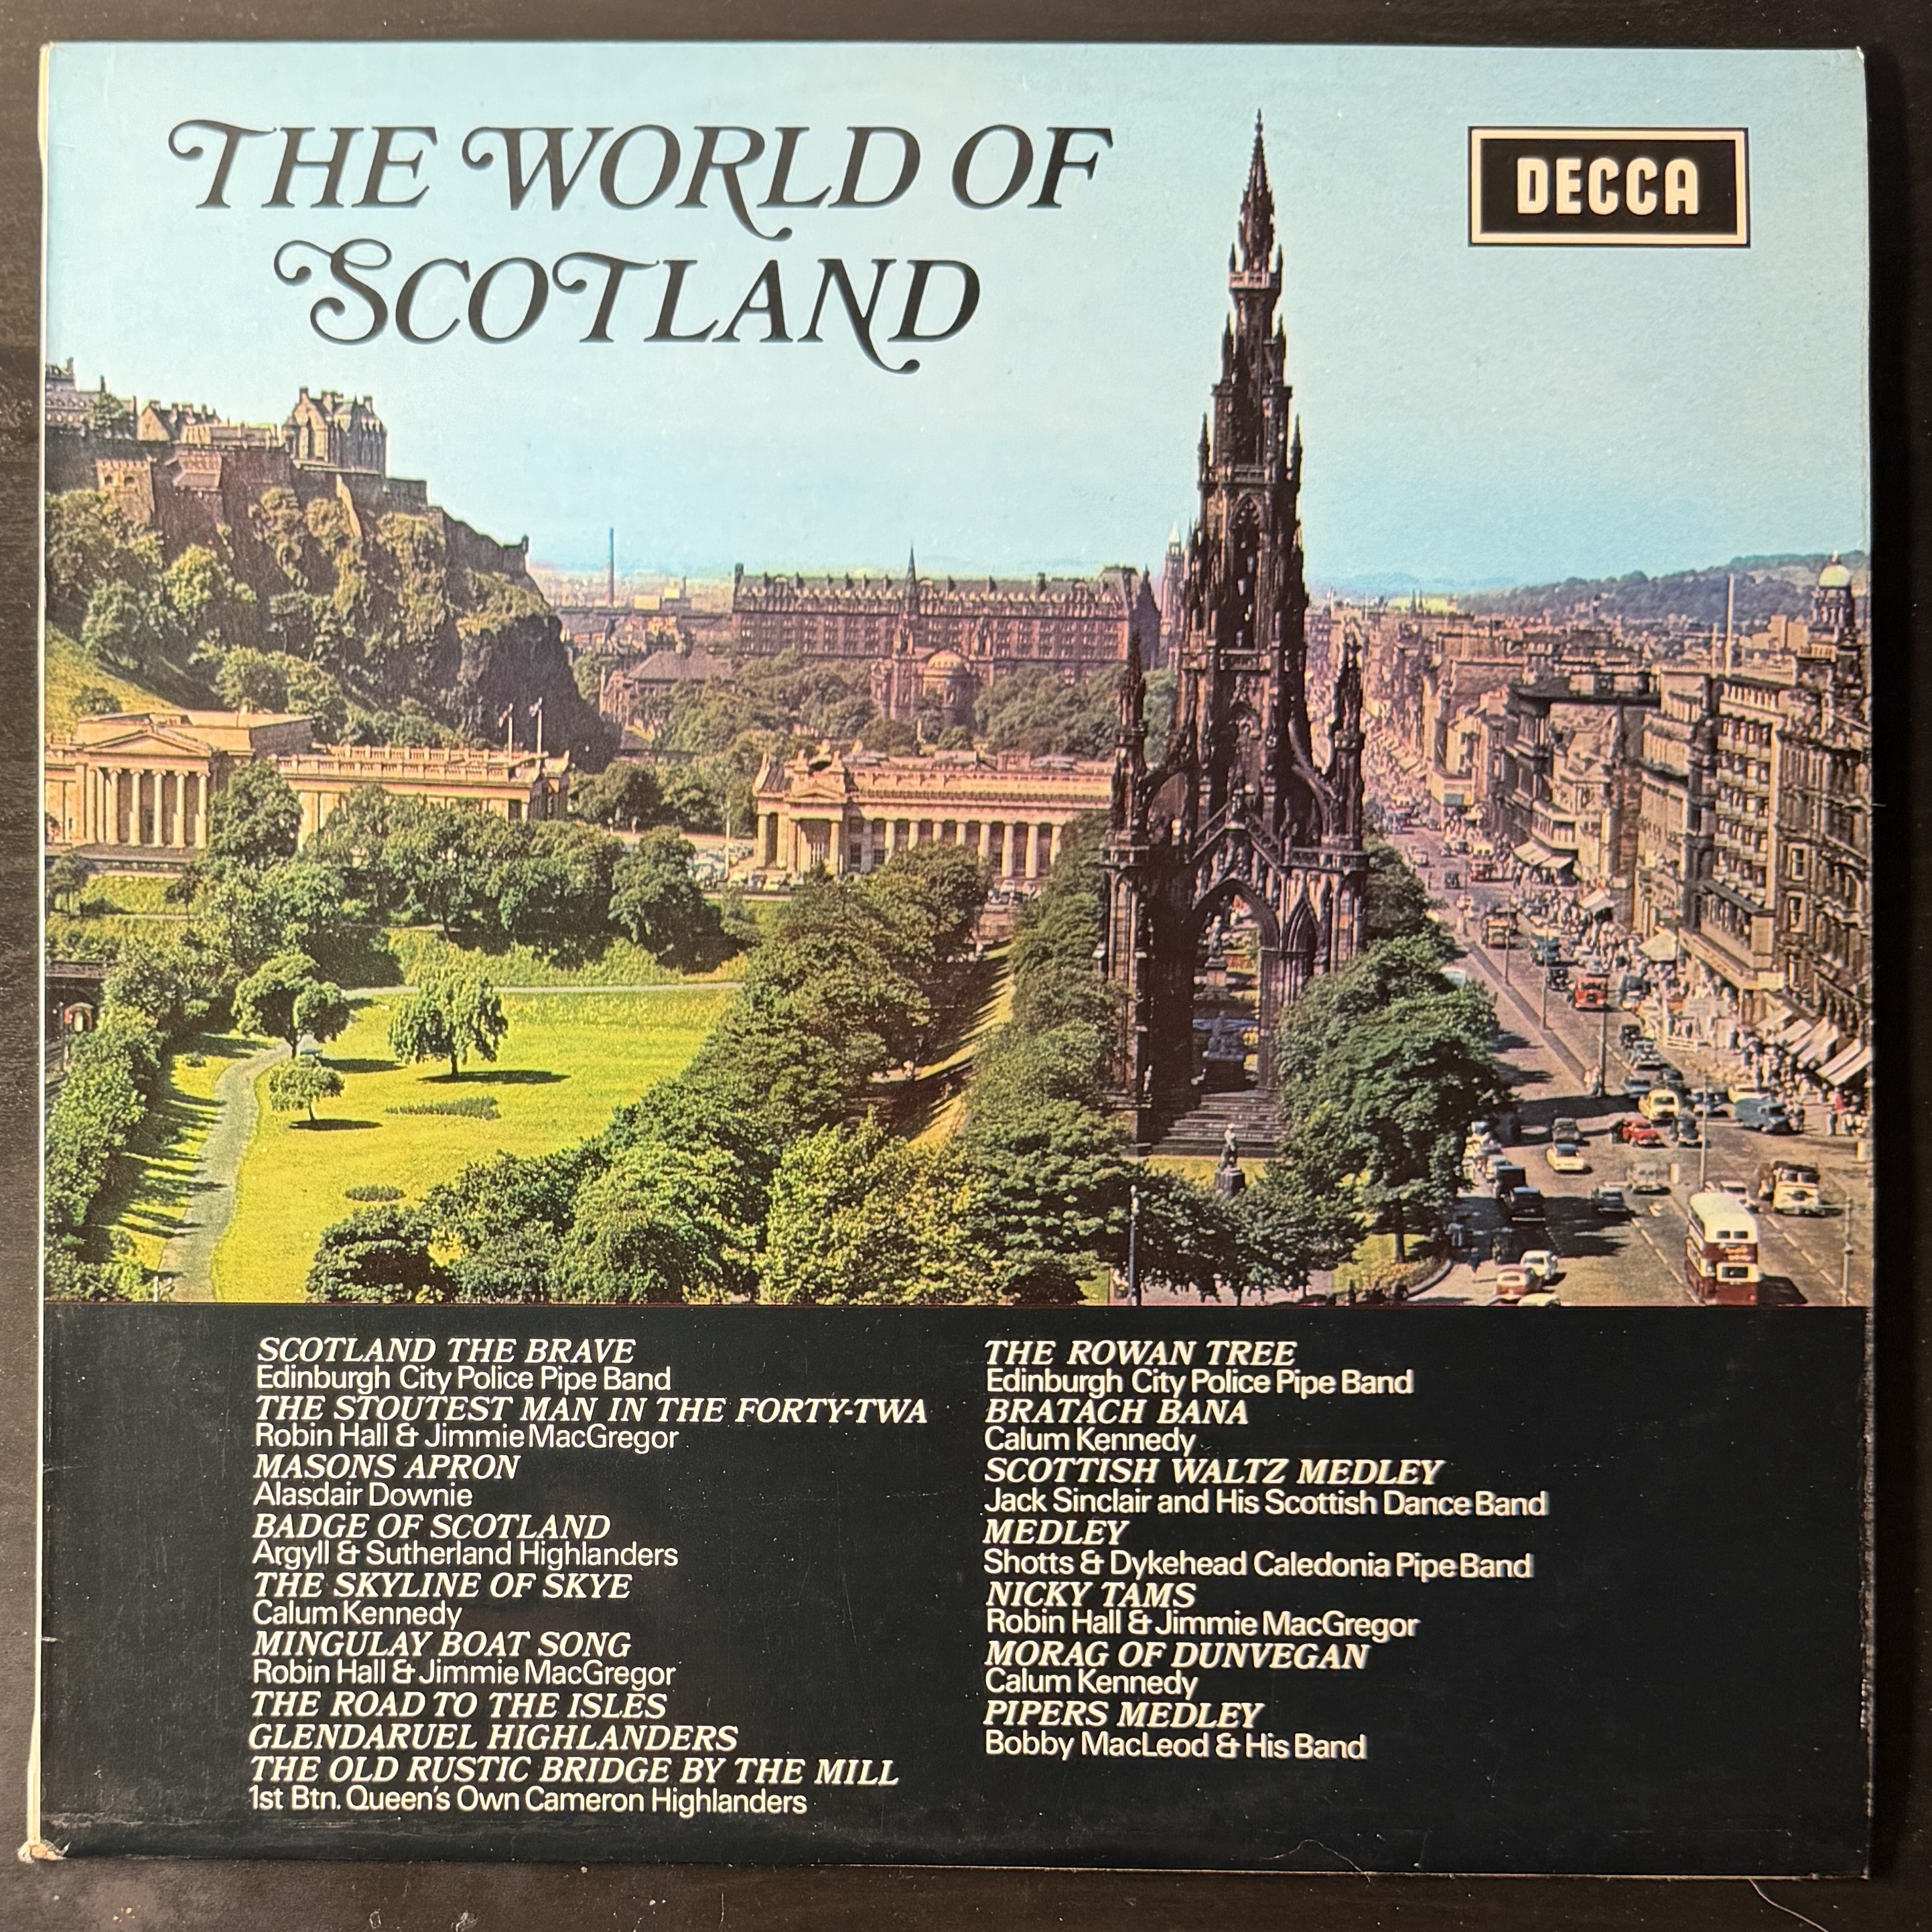 THE WORLD OF
SCOTLAND
DECCA
SCOTLAND THE BRAVE
Edinburgh City Police Pipe Band
THE STOUTEST MAN IN THE FORTY-TWA
Robin Hall & Jimmie MacGregor
MASONS APRON
Alasdair Downie
BADGE OF SCOTLAND
Argyll & Sutherland Highlanders
THE SKYLINE OF SKYE
Calum Kennedy
MINGULAY BOAT SONG
Robin Hall & Jimmie MacGregor
THE ROAD TO THE ISLES
GLENDARUEL HIGHLANDERS
THE OLD RUSTIC BRIDGE BY THE MILL
1st Btn. Queen's Own Cameron Highlanders
THE ROWAN TREE
Edinburgh City Police Pipe Band
BRATACH BANA
Calum Kennedy
SCOTTISH WALTZ MEDLEY
Jack Sinclair and His Scottish Dance Band
MEDLEY
Shotts & Dykehead Caledonia Pipe Band
NICKY TAMS
Robin Hall & Jimmie MacGregor
MORAG OF DUNVEGAN
Calum Kennedy
PIPERS MEDLEY
Bobby MacLeod & His Band